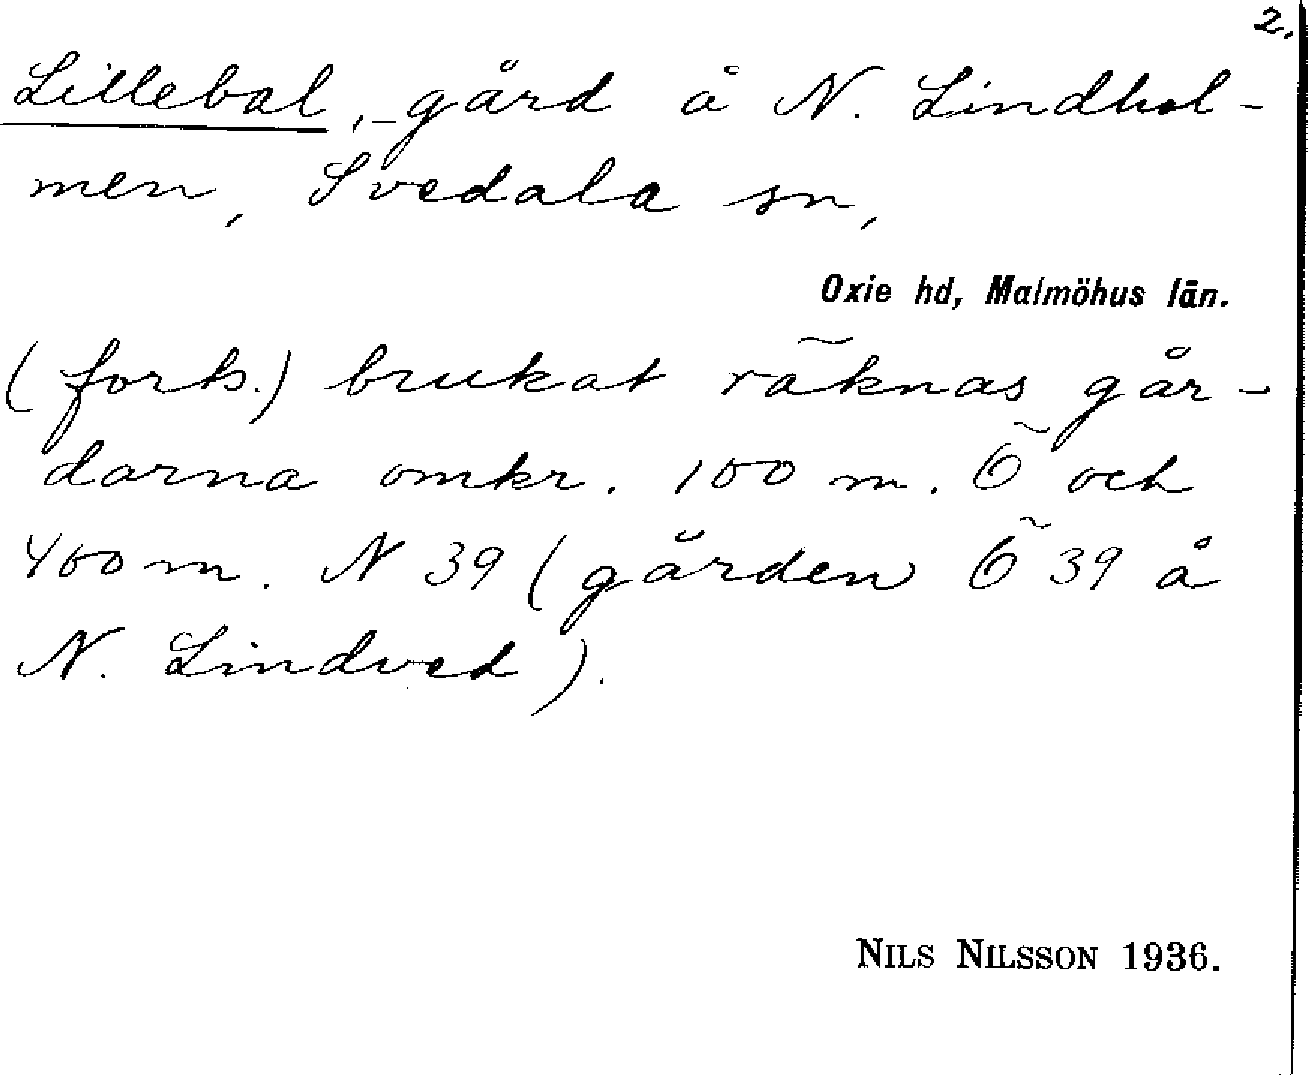 2.
Lillebal, gård å N. Lindhol-
men, Svedala sn,
Oxie hd, Malmöhus län.
(forts.) brukat räknas går-
darna omkr. 100 m. Ö och
400 m. N 39 (gården Ö 39 å
N. Lindved).
NILS NILSSON 1936.